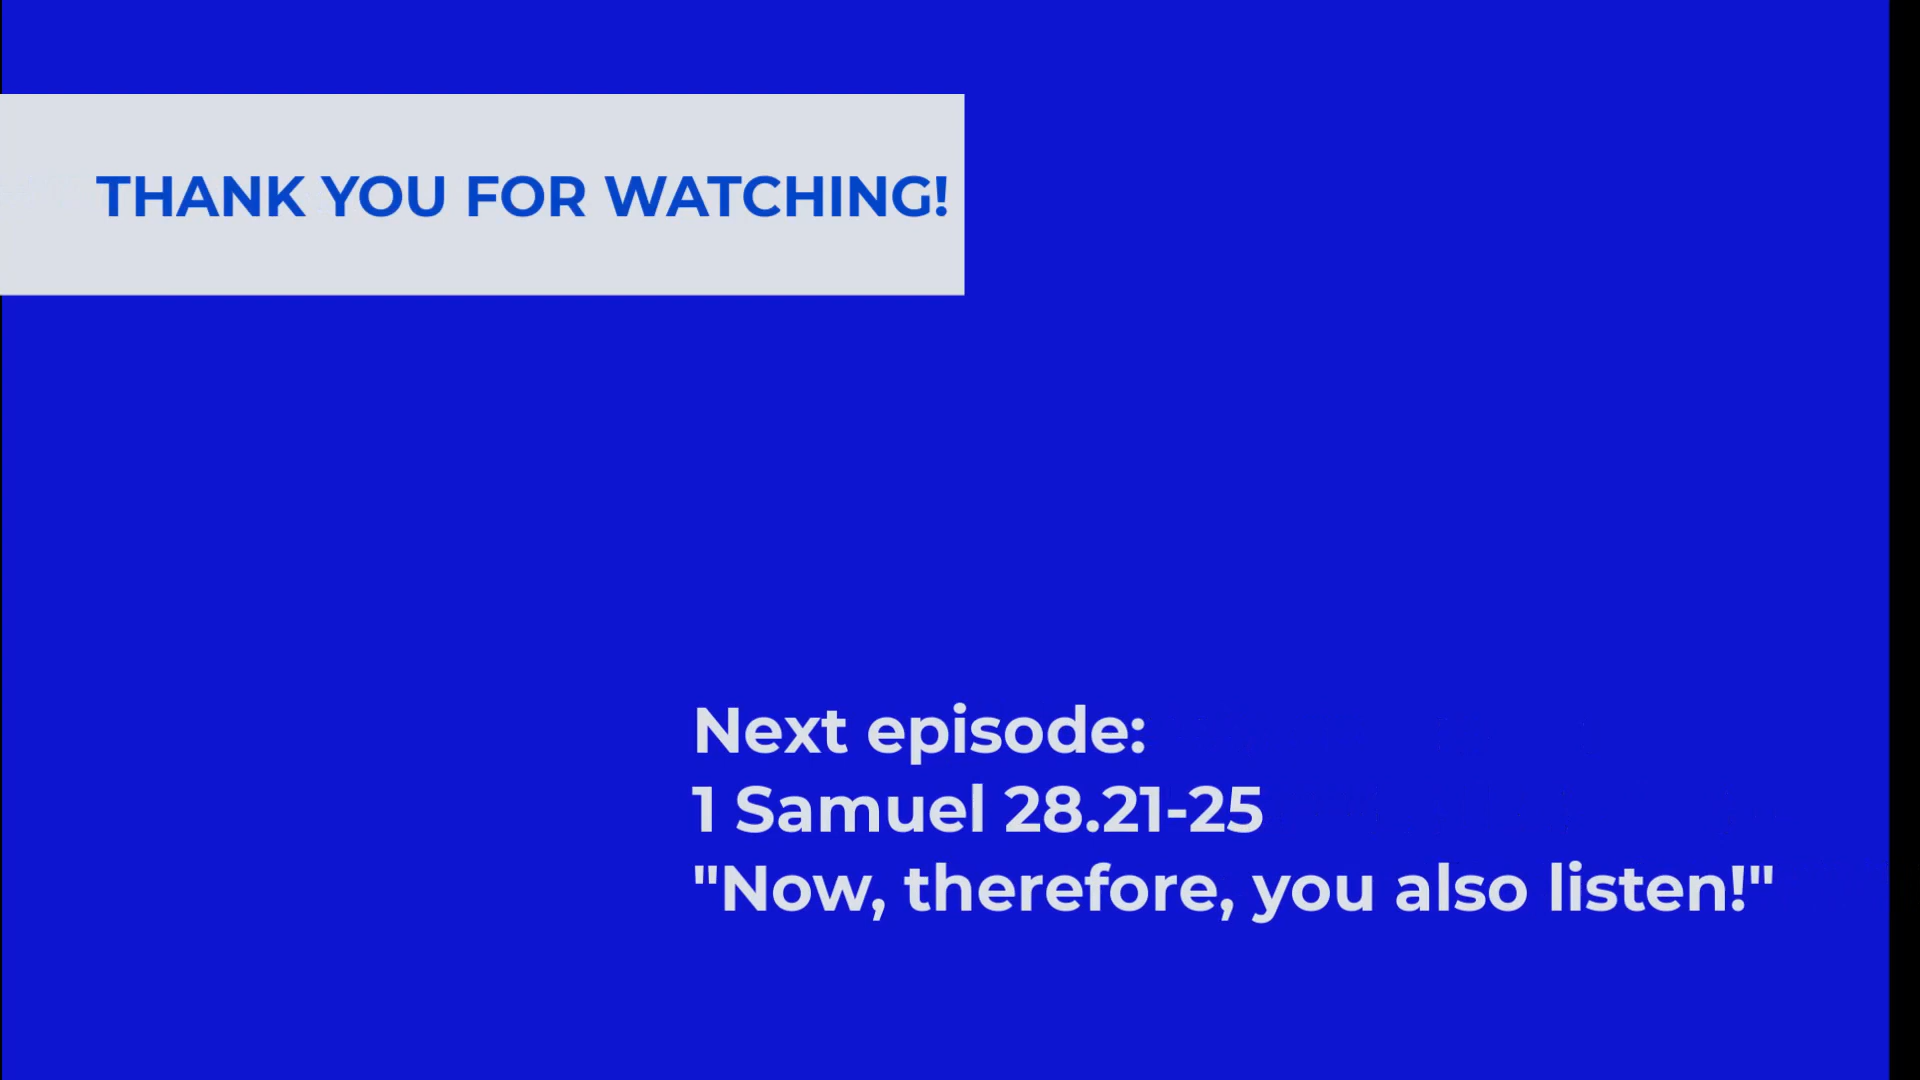 THANK YOU FOR WATCHING!
Next episode:
1 Samuel 28.21-25
"Now, therefore, you also listen!"